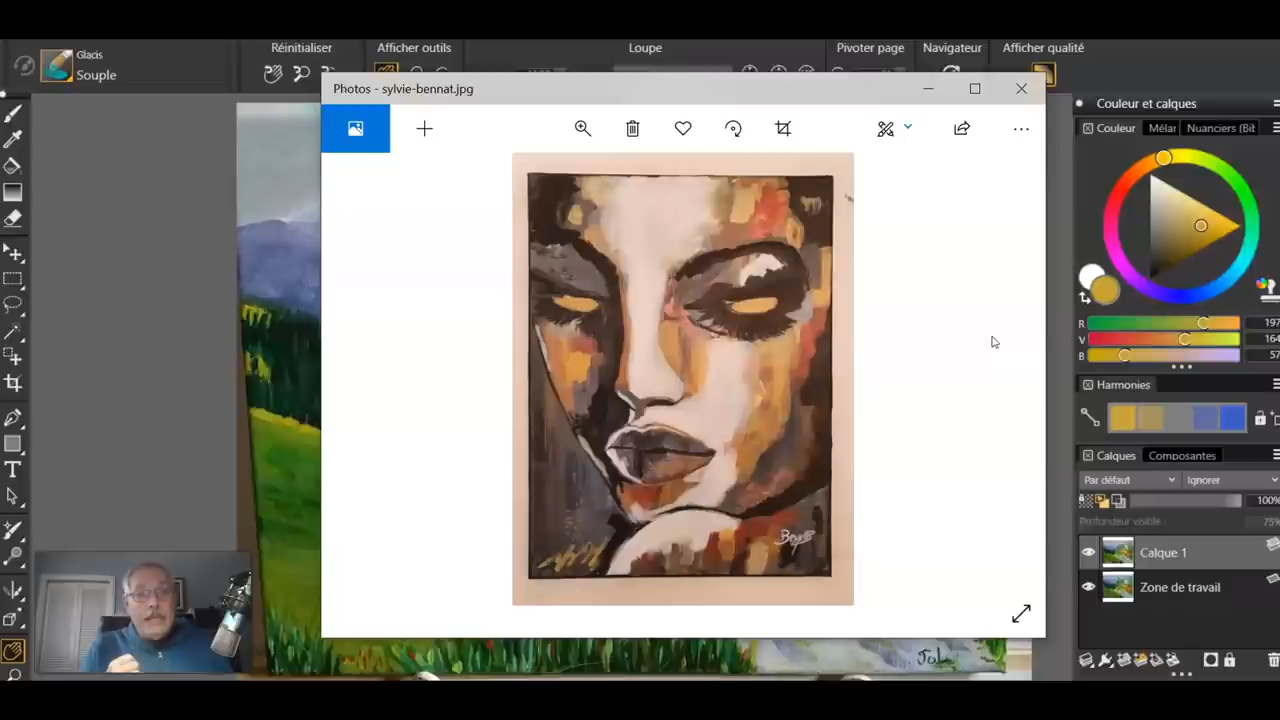 Glacis
Souple
Réinitialiser
Afficher outils
Loupe
Pivoter page
Navigateur
Afficher qualité
Photos - sylvie-bennat.jpg
Couleur et calques
Couleur
Mélar
Nuanciers (Bit
R
197
V
164
B
57
Harmonies
Calques
Composantes
Par défaut
Ignorer
100%
Profondeur visible
75%
Calque 1
Zone de travail